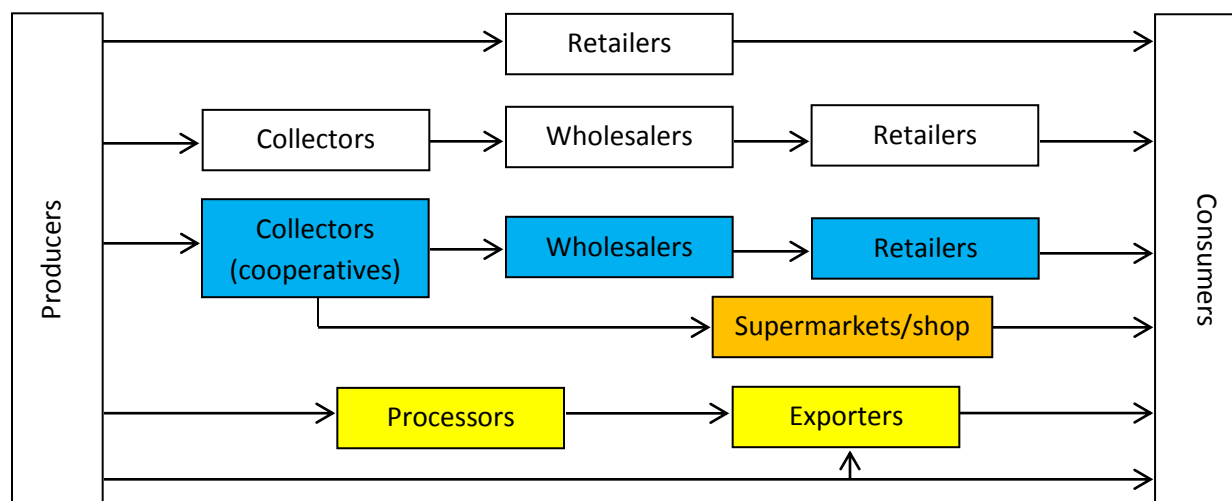 Producers
Retailers
Collectors
Wholesalers
Retailers
Collectors
(cooperatives)
Wholesalers
Retailers
Supermarkets/shop
Processors
Exporters
Consumers